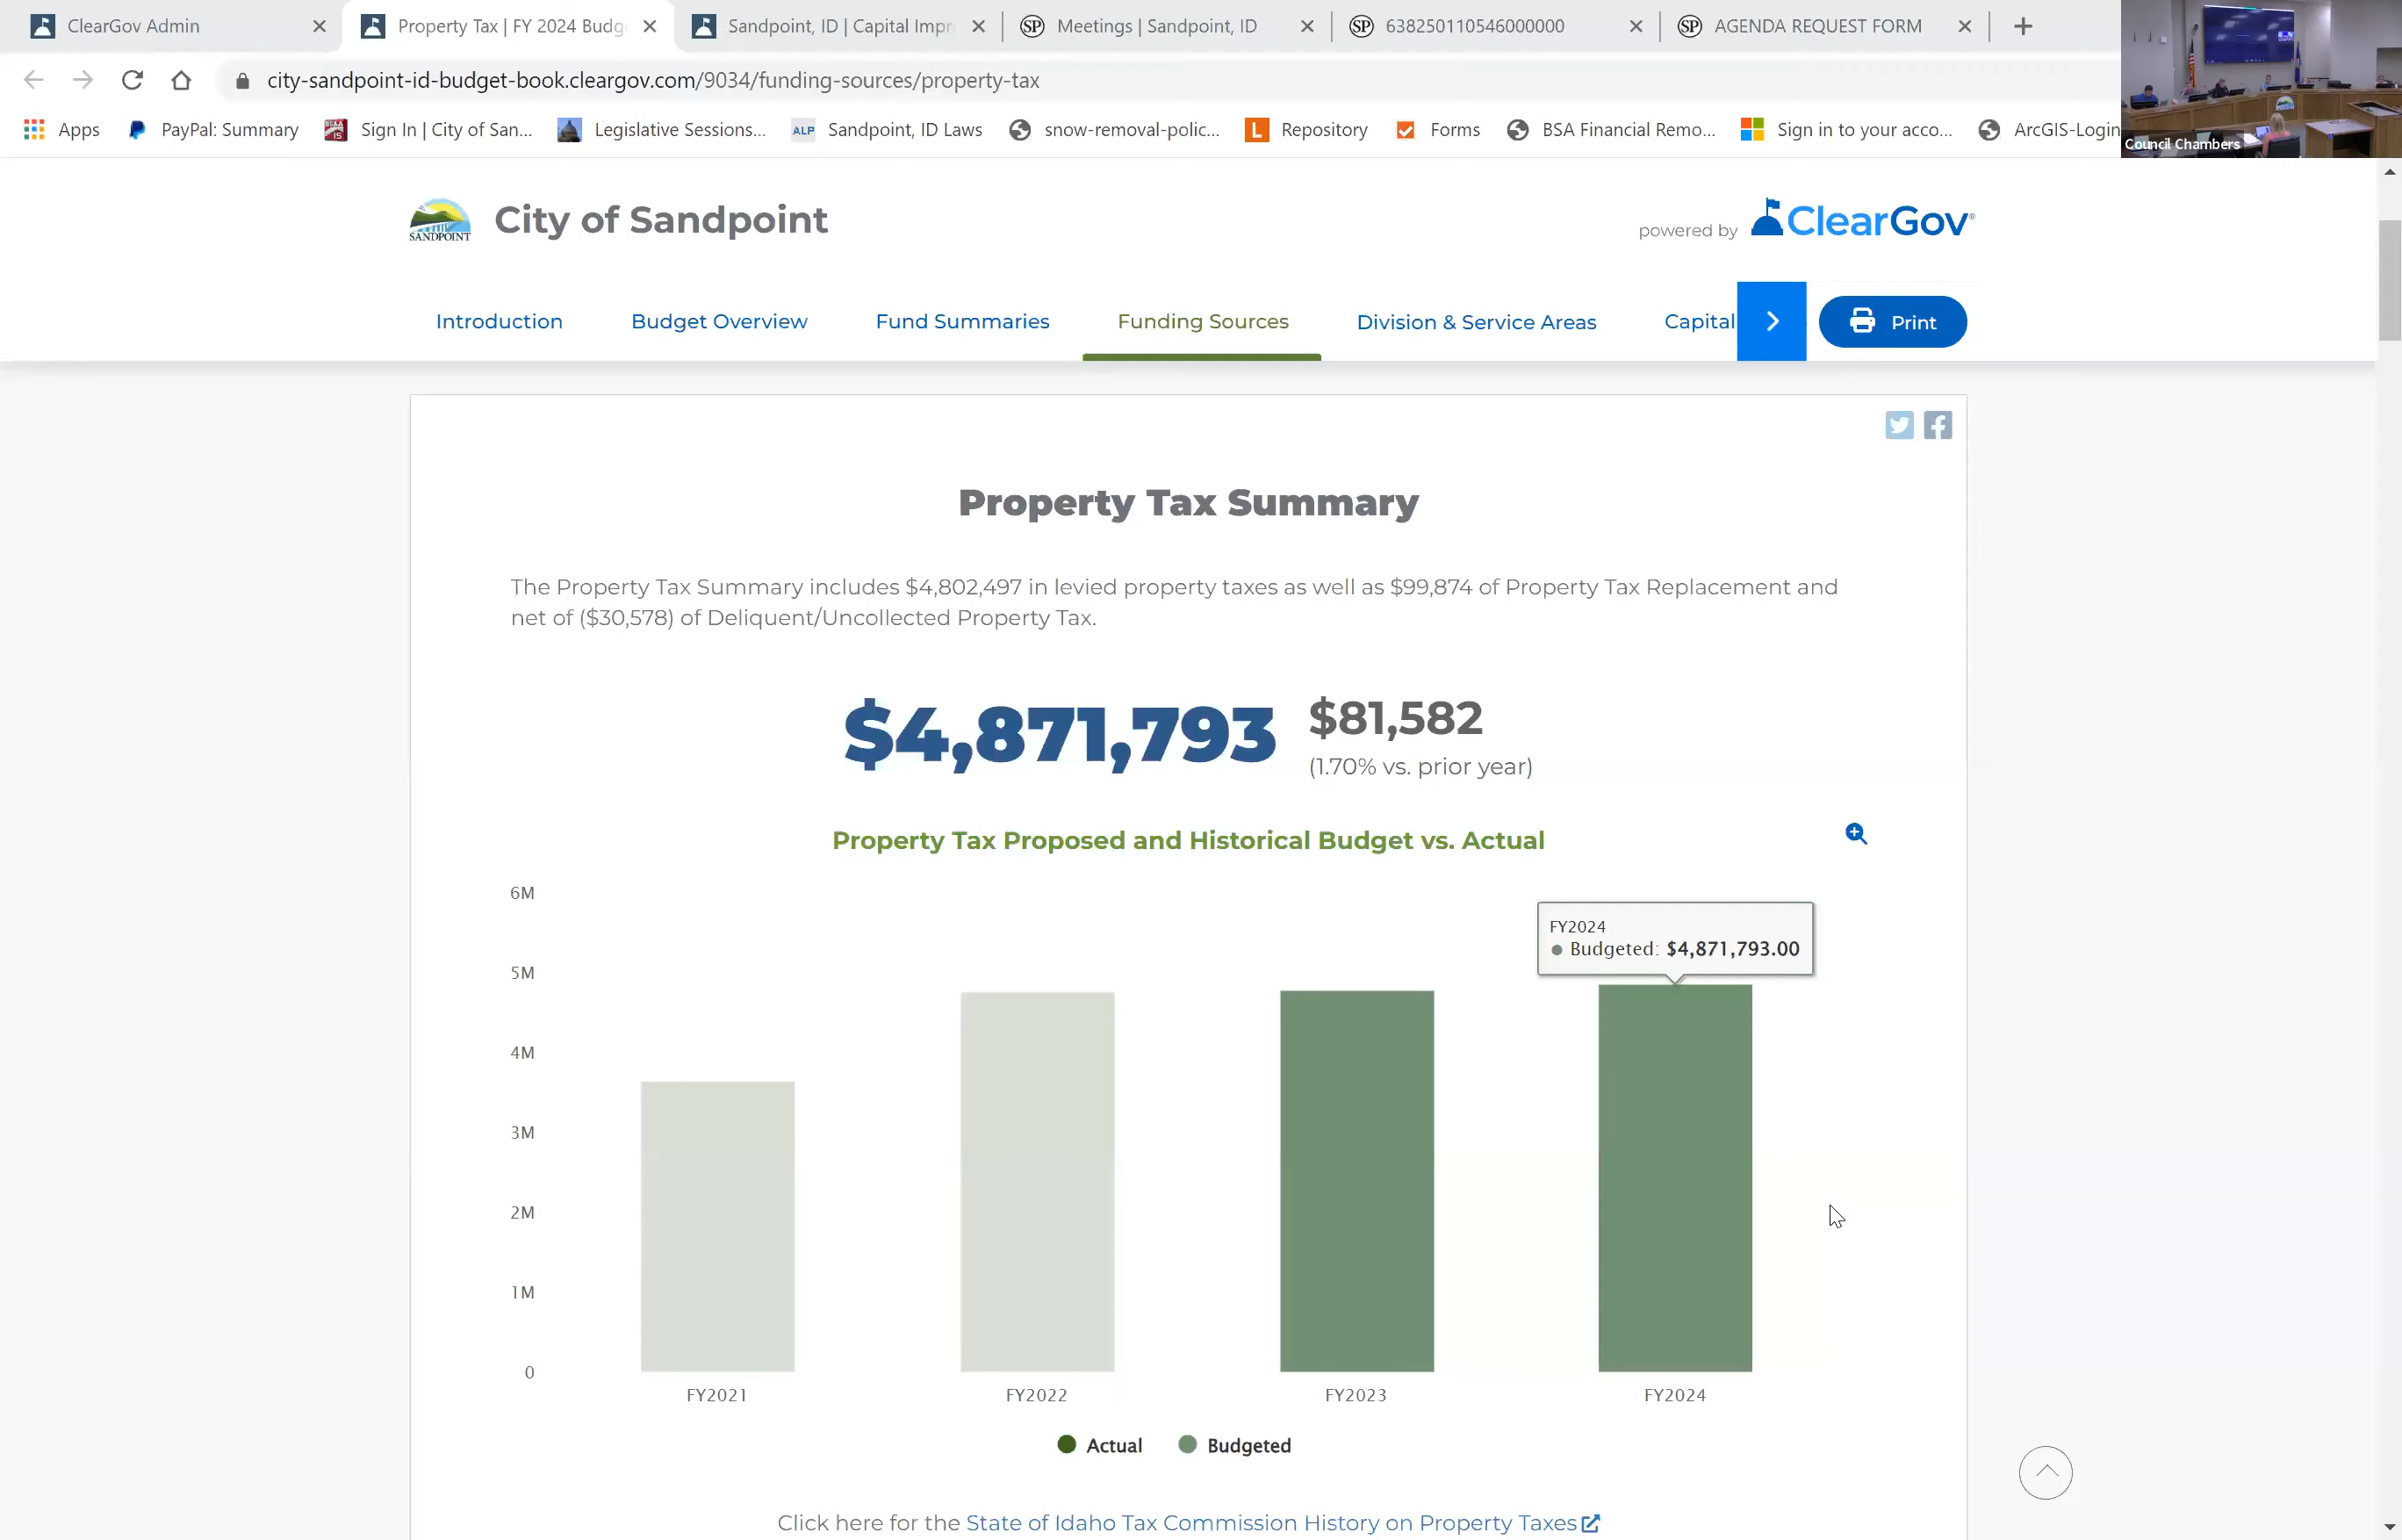 ClearGov Admin
Property Tax | FY 2024 Budg
Sandpoint, ID | Capital Impr
SP Meetings | Sandpoint, ID
SP 638250110546000000
SP AGENDA REQUEST FORM
city-sandpoint-id-budget-book.cleargov.com/9034/funding-sources/property-tax
Apps
PayPal: Summary
Sign In | City of San...
Legislative Sessions...
ALP Sandpoint, ID Laws
snow-removal-polic...
L Repository
Forms
BSA Financial Remo...
Sign in to your acco...
ArcGIS-Login
Council Chambers
SANDPOINT
City of Sandpoint
powered by ClearGov
Introduction
Budget Overview
Fund Summaries
Funding Sources
Division & Service Areas
Capital
Print
Property Tax Summary
The Property Tax Summary includes $4,802,497 in levied property taxes as well as $99,874 of Property Tax Replacement and
net of ($30,578) of Deliquent/Uncollected Property Tax.
$4,871,793
$81,582
(1.70% vs. prior year)
Property Tax Proposed and Historical Budget vs. Actual
6M
5M
4M
3M
2M
1M
0
FY2024
Budgeted: $4,871,793.00
FY2021
FY2022
FY2023
FY2024
Actual
Budgeted
Click here for the State of Idaho Tax Commission History on Property Taxes